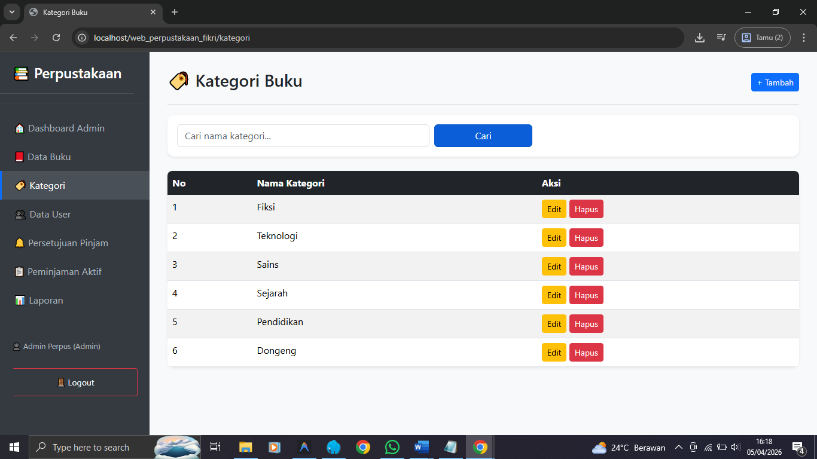 Kategori Buku
localhost/web_perpustakaan_fikri/kategori
Tamu (2)
Perpustakaan
Dashboard Admin
Data Buku
Kategori
Data User
Persetujuan Pinjam
Peminjaman Aktif
Laporan
Admin Perpus (Admin)
Logout
Kategori Buku
+ Tambah
Cari nama kategori...
Cari
No Nama Kategori Aksi
1 Fiksi Edit Hapus
2 Teknologi Edit Hapus
3 Sains Edit Hapus
4 Sejarah Edit Hapus
5 Pendidikan Edit Hapus
6 Dongeng Edit Hapus
Type here to search
24°C Berawan
16:18
05/04/2026
4